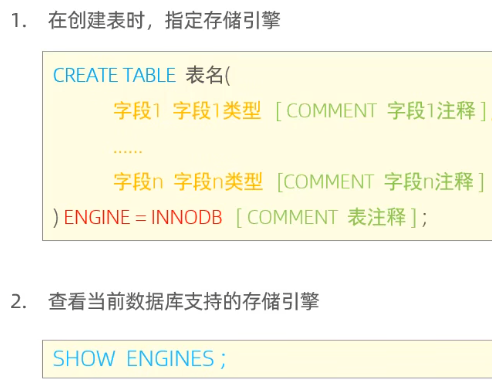 1. 在创建表时，指定存储引擎
CREATE TABLE 表名(
字段1 字段1类型 [ COMMENT 字段1注释 ] ,
......
字段n 字段n类型 [COMMENT 字段n注释 ]
) ENGINE = INNODB [ COMMENT 表注释 ] ;
2. 查看当前数据库支持的存储引擎
SHOW ENGINES ;